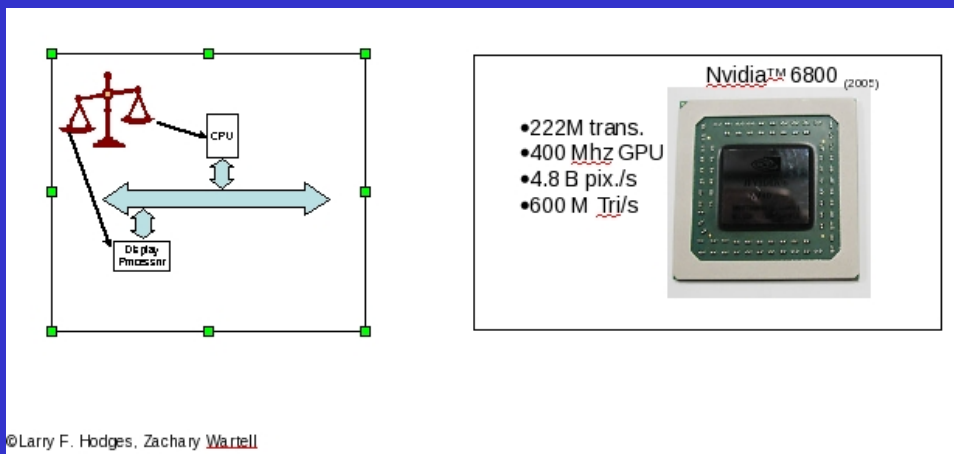 CPU
Display
Processor
Nvidia™ 6800 (2005)
•222M trans.
•400 Mhz GPU
•4.8 B pix./s
•600 M Tri/s
©Larry F. Hodges, Zachary Wartell